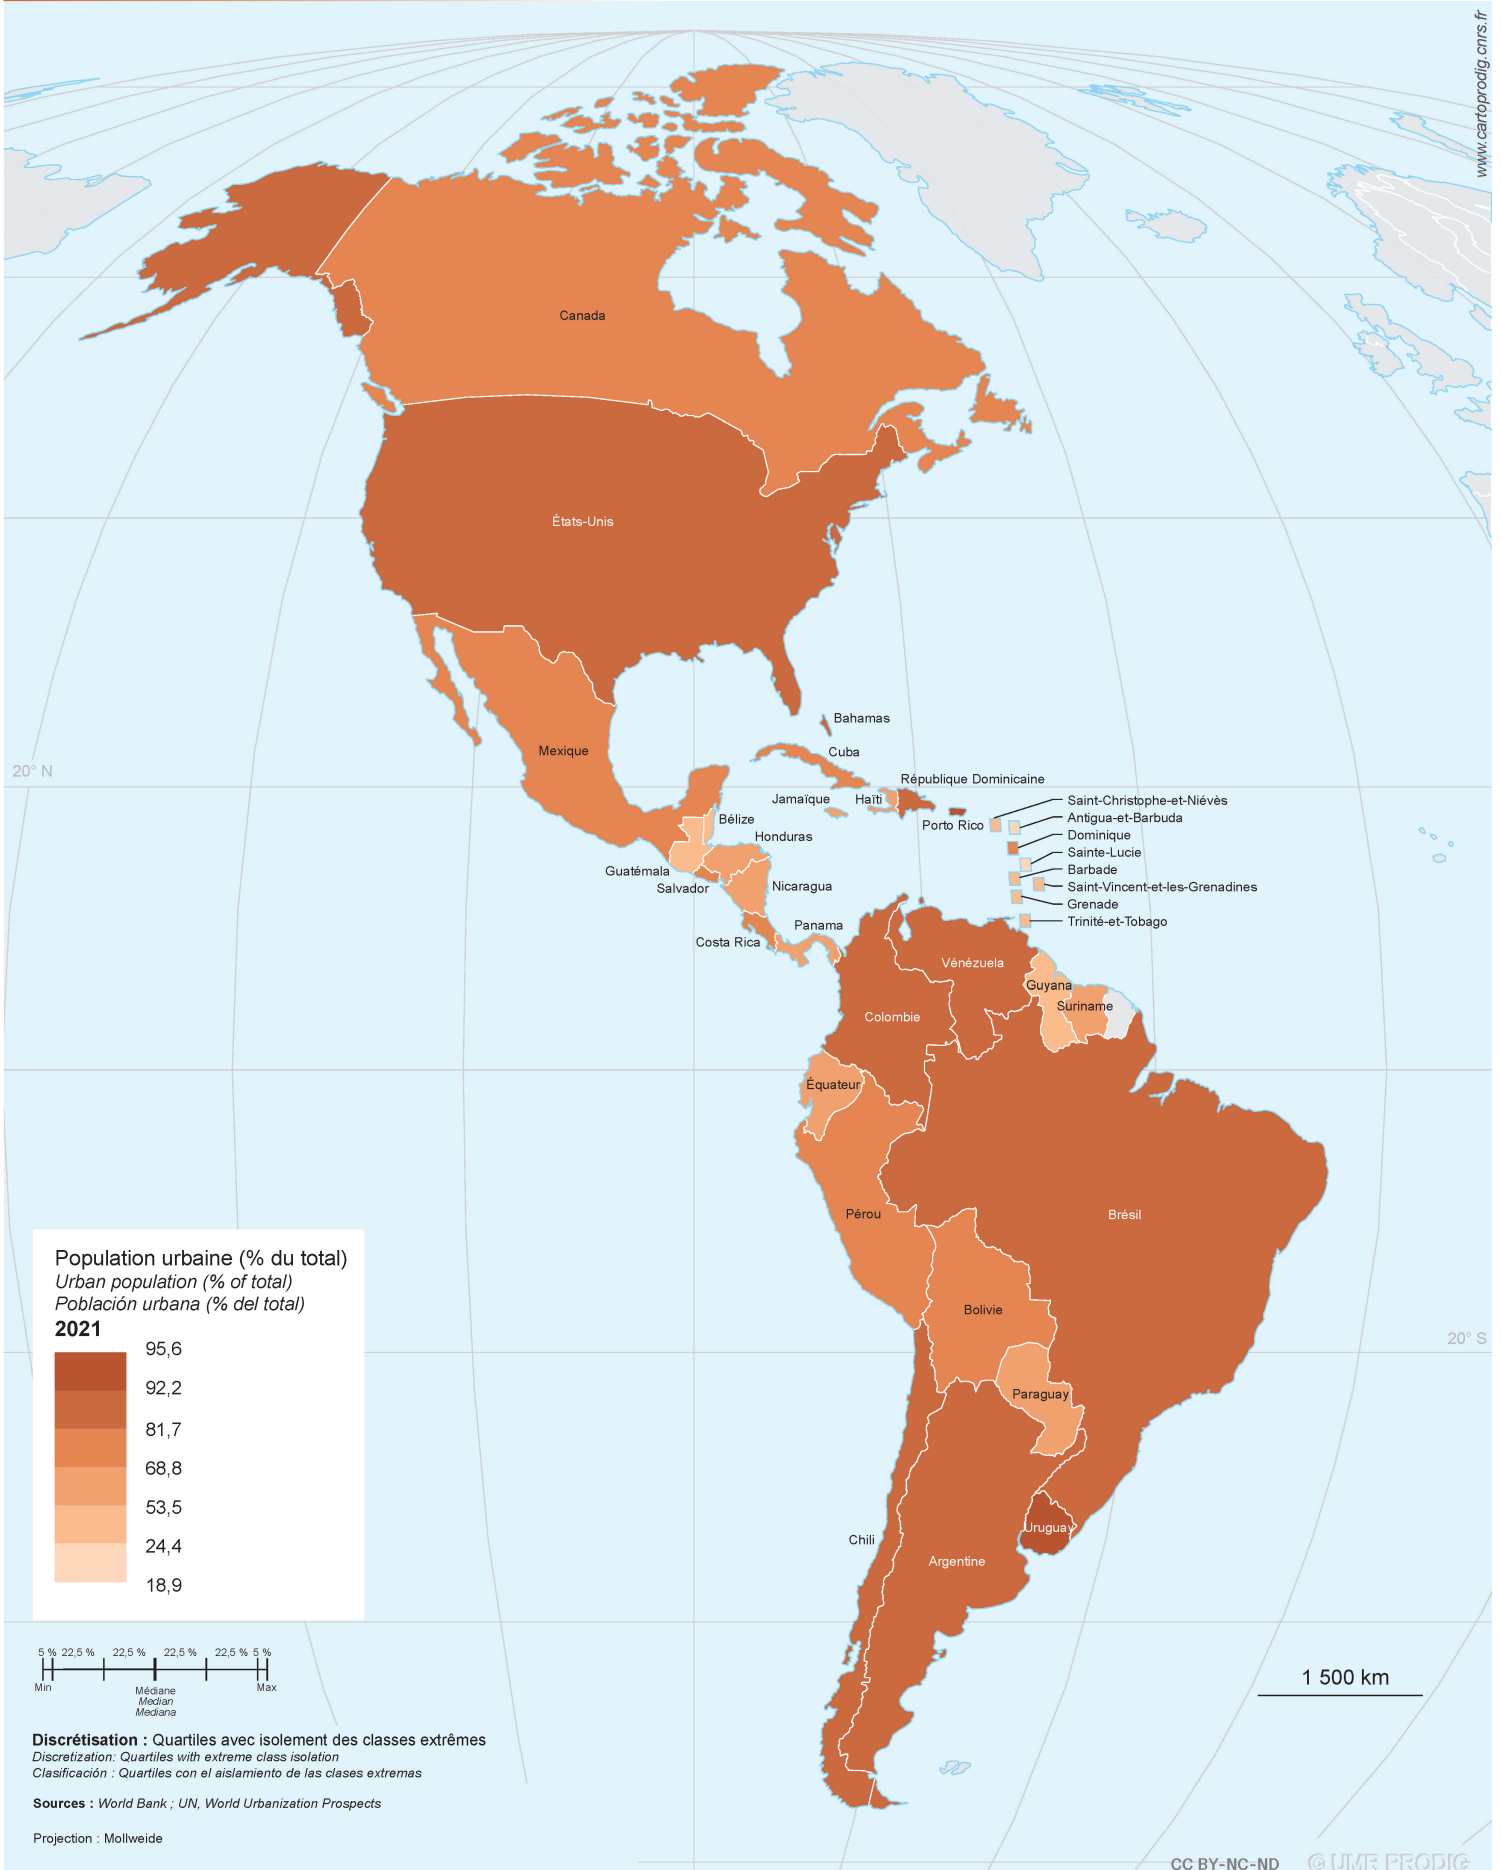 www.cartoprodig.cnrs.fr
Canada
États-Unis
Bahamas
Mexique
Cuba
20° N
République Dominicaine
Jamaïque
Haïti
Saint-Christophe-et-Niévès
Bélize
Porto Rico
Antigua-et-Barbuda
Honduras
Dominique
Sainte-Lucie
Guatémala
Barbade
Salvador
Nicaragua
Saint-Vincent-et-les-Grenadines
Grenade
Panama
Trinité-et-Tobago
Costa Rica
Vénézuela
Guyana
Suriname
Colombie
Équateur
Pérou
Brésil
Bolivie
20° S
Paraguay
Chili
Uruguay
Argentine
Population urbaine (% du total)
Urban population (% of total)
Población urbana (% del total)
2021
95,6
92,2
81,7
68,8
53,5
24,4
18,9
5 % 22,5 % 22,5 % 22,5 % 22,5 % 5 %
Min Médiane Max
Median
Mediana
1 500 km
Discrétisation : Quartiles avec isolement des classes extrêmes
Discretization: Quartiles with extreme class isolation
Clasificación : Quartiles con el aislamiento de las clases extremas
Sources : World Bank ; UN, World Urbanization Prospects
Projection : Mollweide
CC BY-NC-ND © UMR PRODIG